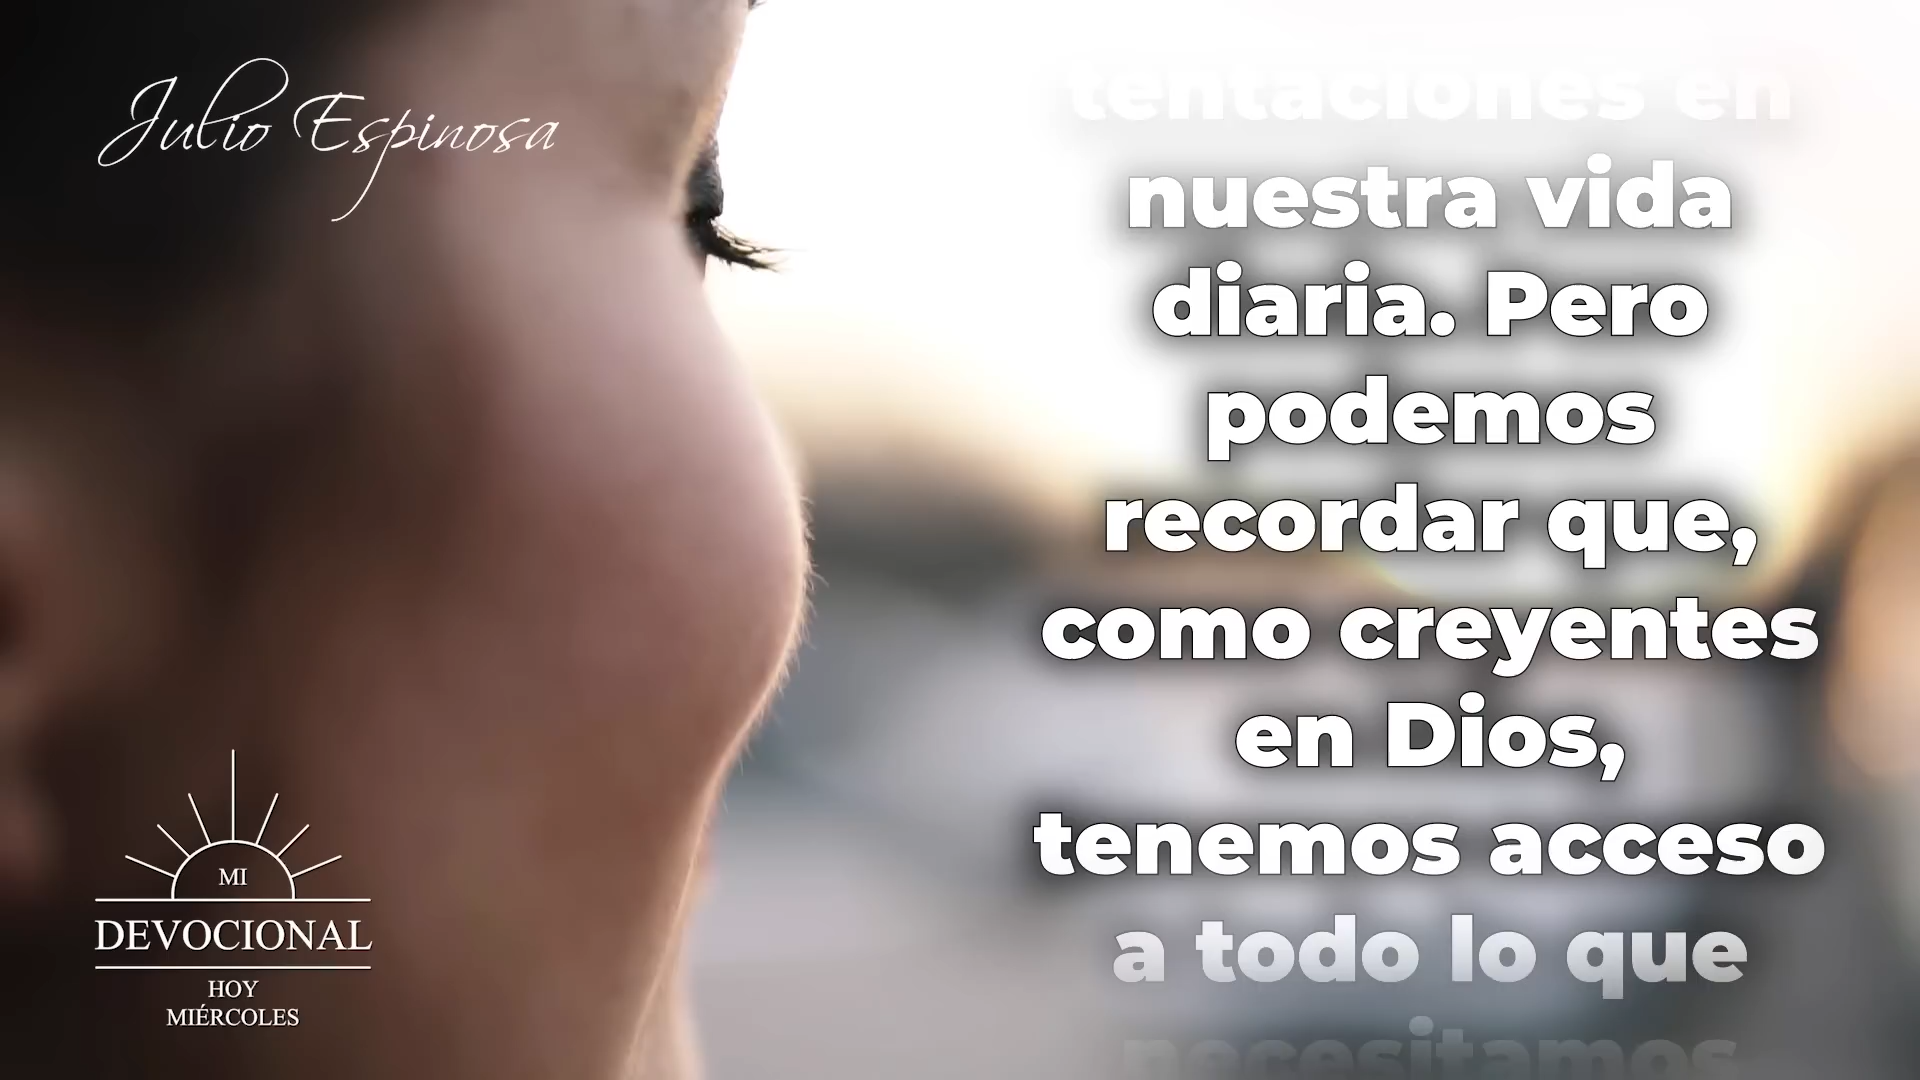 Julio Espinosa
tentaciones en
nuestra vida
diaria. Pero
podemos
recordar que,
como creyentes
en Dios,
tenemos acceso
a todo lo que
necesitamos
MI
DEVOCIONAL
HOY
MIÉRCOLES